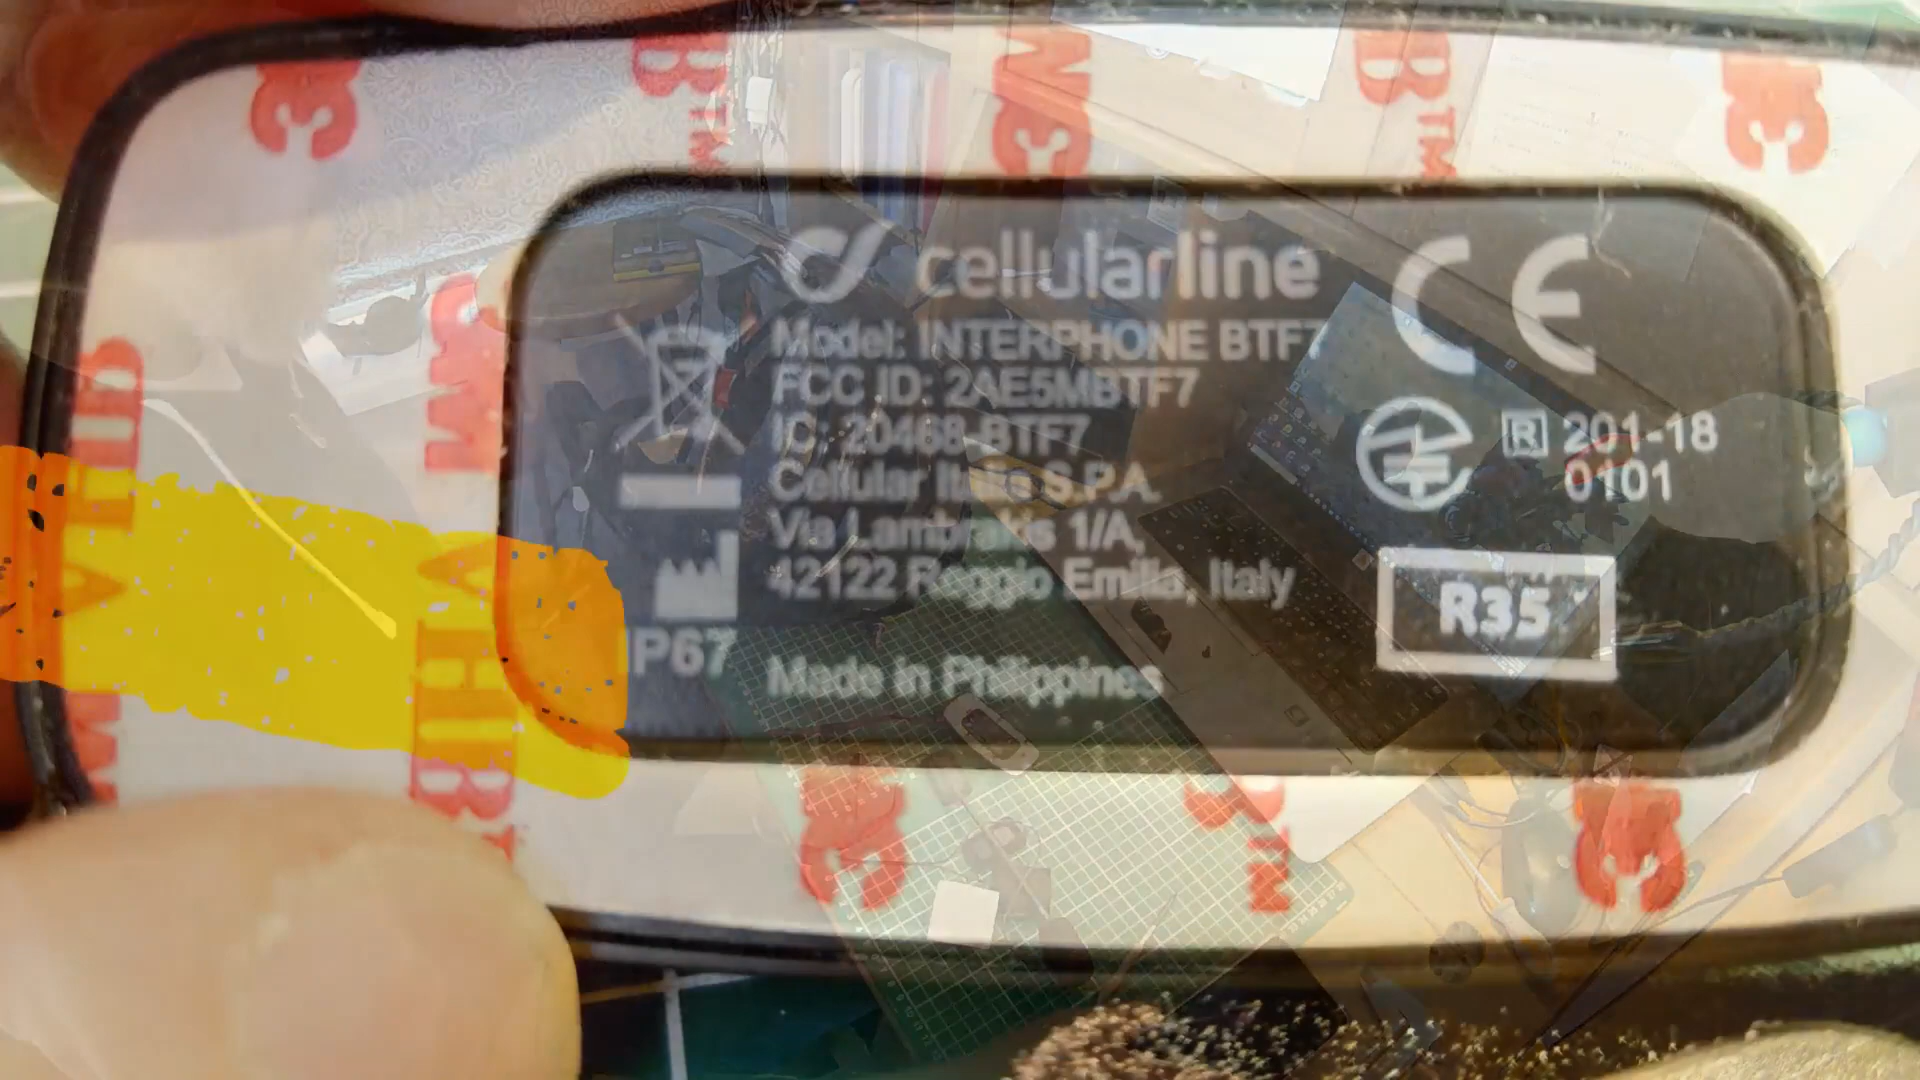 cellularline
Model: INTERPHONE BTF7
FCC ID: 2AE5MBTF7
IC: 20468-BTF7
Cellular Italia S.P.A.
Via Lambrakis 1/A,
42122 Reggio Emilia, Italy
IP67
Made in Philippines
CE
R 201-18
0101
R35